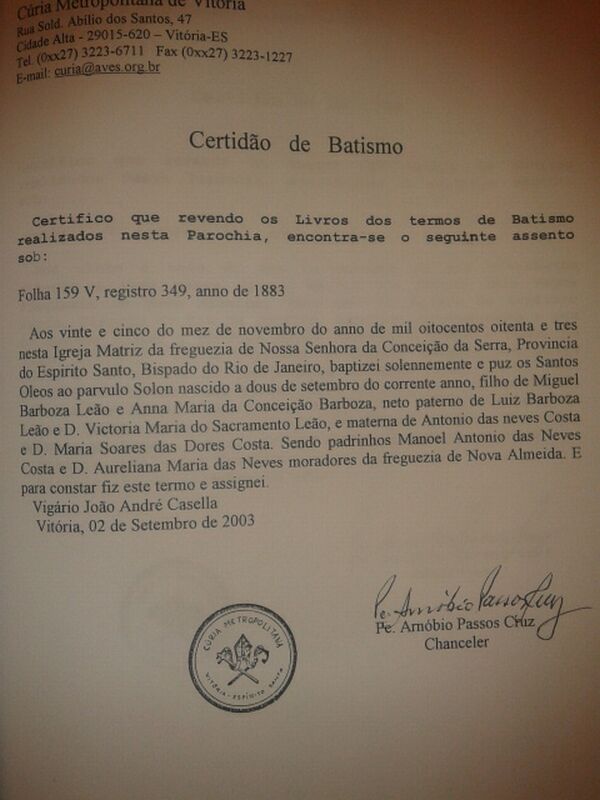 Cúria Metropolitana de Vitória
Rua Sold. Abílio dos Santos, 47
Cidade Alta - 29015-620 – Vitória-ES
Tel. (0xx27) 3223-6711 Fax (0xx27) 3223-1227
E-mail: curia@aves.org.br
Certidão de Batismo
Certifico que revendo os Livros dos termos de Batismo
realizados nesta Parochia, encontra-se o seguinte assento
sob:
Folha 159 V, registro 349, anno de 1883
Aos vinte e cinco do mez de novembro do anno de mil oitocentos oitenta e tres
nesta Igreja Matriz da freguezia de Nossa Senhora da Conceição da Serra, Provincia
do Espirito Santo, Bispado do Rio de Janeiro, baptizei solennemente e puz os Santos
Oleos ao parvulo Solon nascido a dous de setembro do corrente anno, filho de Miguel
Barboza Leão e Anna Maria da Conceição Barboza, neto paterno de Luiz Barboza
Leão e D. Victoria Maria do Sacramento Leão, e materna de Antonio das neves Costa
e D. Maria Soares das Dores Costa. Sendo padrinhos Manoel Antonio das Neves
Costa e D. Aureliana Maria das Neves moradores da freguezia de Nova Almeida. E
para constar fiz este termo e assignei.
Vigário João André Casella
Vitória, 02 de Setembro de 2003
Pe. Arnóbio Passos Cruz
Pe. Arnóbio Passos Cruz
Chanceler
CÚRIA METROPOLITANA
VITÓRIA - ESPÍRITO SANTO